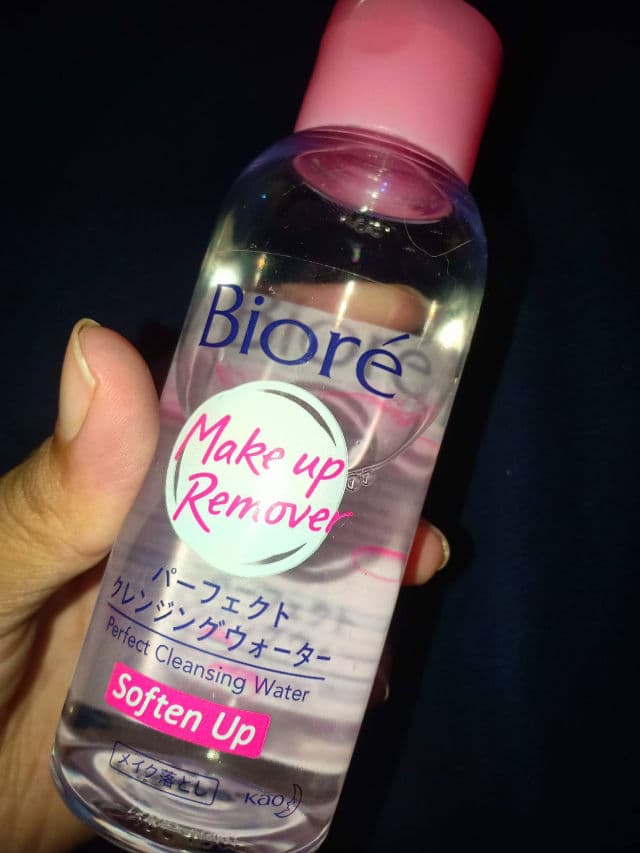 Bioré
Make up
Remover
パーフェクト
クレンジングウォーター
Perfect Cleansing Water
Soften Up
メイク落とし
Kao